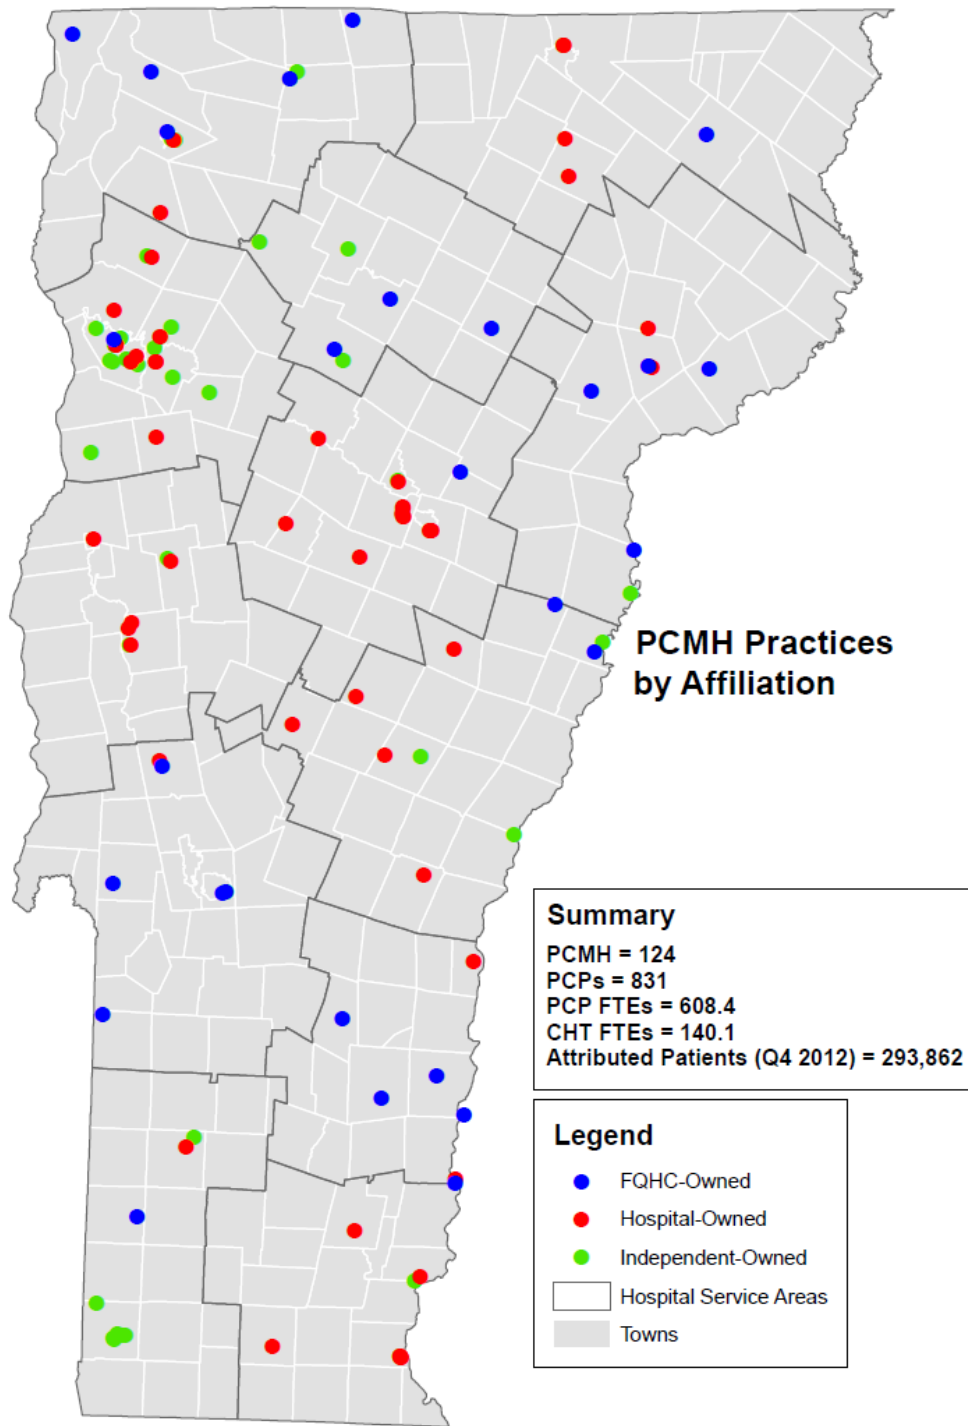 PCMH Practices
by Affiliation
Summary
PCMH = 124
PCPs = 831
PCP FTEs = 608.4
CHT FTEs = 140.1
Attributed Patients (Q4 2012) = 293,862
Legend
FQHC-Owned
Hospital-Owned
Independent-Owned
Hospital Service Areas
Towns